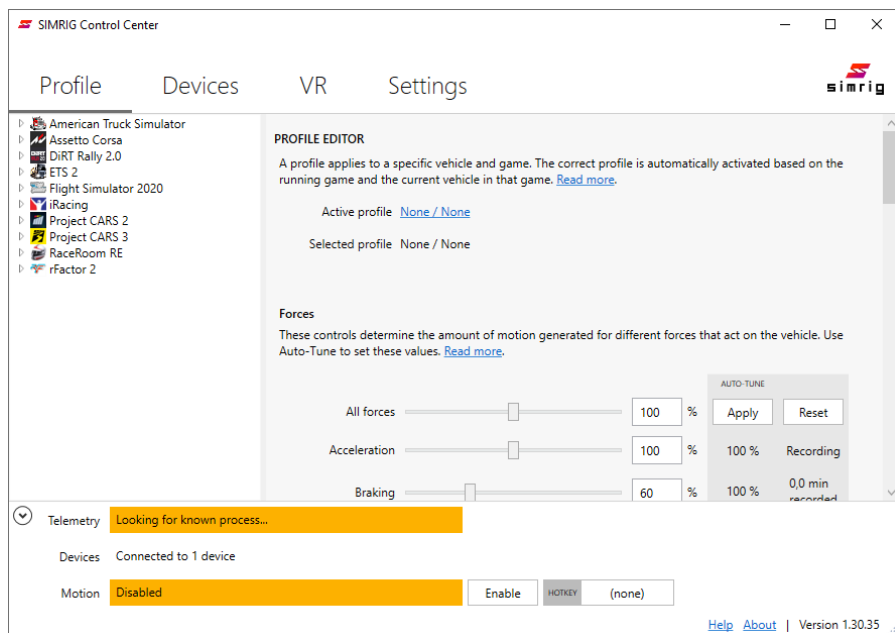 SIMRIG Control Center
Profile Devices VR Settings
simrig
American Truck Simulator
Assetto Corsa
DiRT Rally 2.0
ETS 2
Flight Simulator 2020
iRacing
Project CARS 2
Project CARS 3
RaceRoom RE
rFactor 2
PROFILE EDITOR
A profile applies to a specific vehicle and game. The correct profile is automatically activated based on the
running game and the current vehicle in that game. Read more.
Active profile None / None
Selected profile None / None
Forces
These controls determine the amount of motion generated for different forces that act on the vehicle. Use
Auto-Tune to set these values. Read more.
AUTO-TUNE
All forces 100 % Apply Reset
Acceleration 100 % 100 % Recording
Braking 60 % 100 % 0,0 min
recorded
Telemetry Looking for known process...
Devices Connected to 1 device
Motion Disabled Enable HOTKEY (none)
Help About | Version 1.30.35